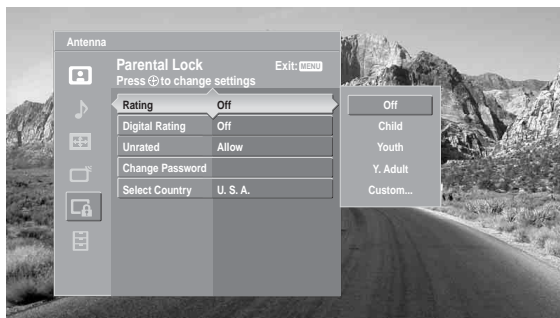 Antenna
Parental Lock
Exit: MENU
Press to change settings
Rating Off
Digital Rating Off
Unrated Allow
Change Password
Select Country U. S. A.
Off
Child
Youth
Y. Adult
Custom...